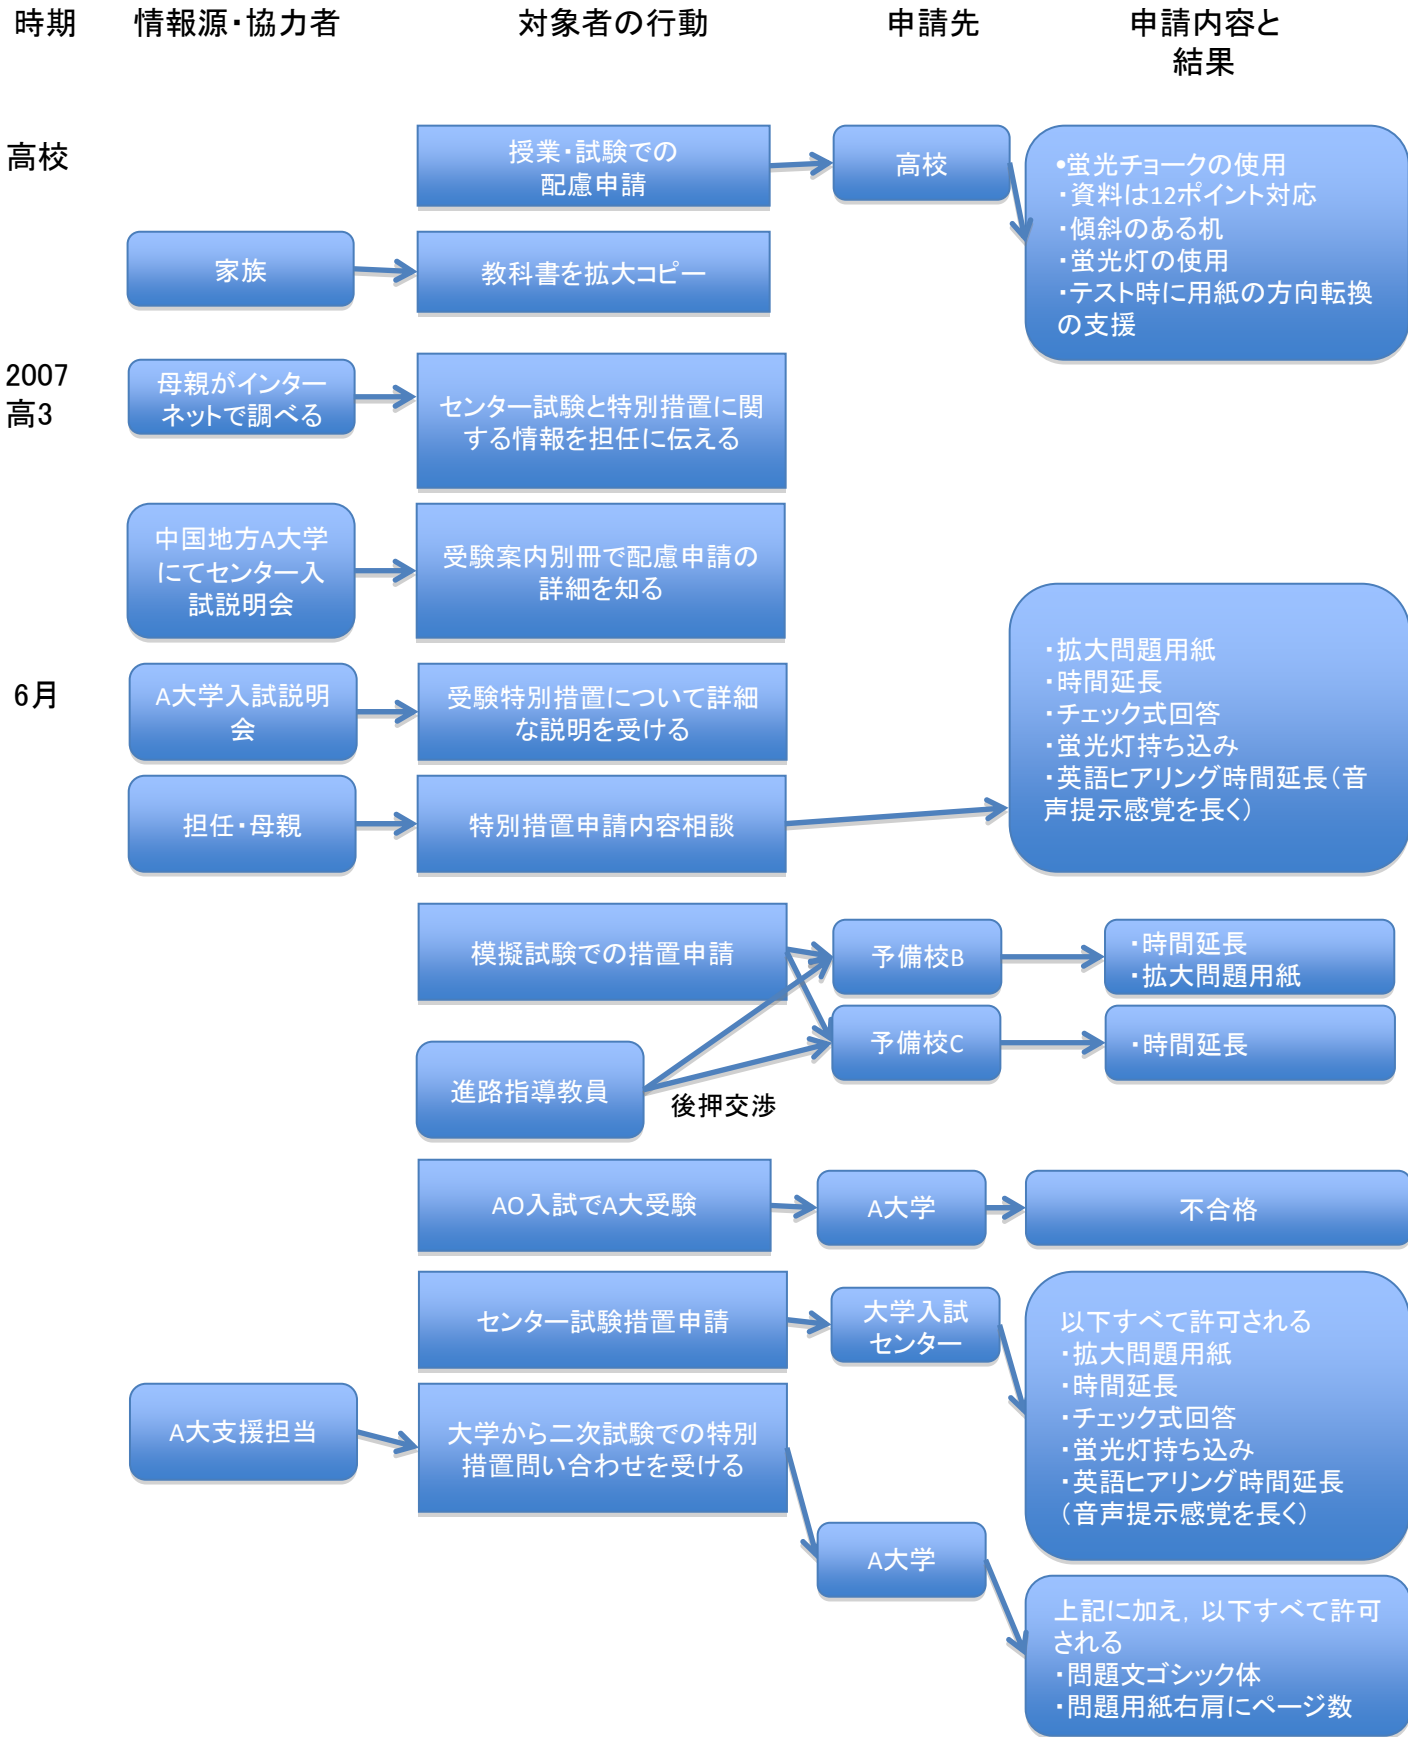 時期
情報源・協力者
対象者の行動
申請先
申請内容と
結果
高校
授業・試験での
配慮申請
高校
•蛍光チョークの使用
・資料は12ポイント対応
・傾斜のある机
・蛍光灯の使用
・テスト時に用紙の方向転換
の支援
家族
教科書を拡大コピー
2007
高3
母親がインター
ネットで調べる
センター試験と特別措置に関
する情報を担任に伝える
中国地方A大学
にてセンター入
試説明会
受験案内別冊で配慮申請の
詳細を知る
6月
A大学入試説明
会
受験特別措置について詳細
な説明を受ける
・拡大問題用紙
・時間延長
・チェック式回答
・蛍光灯持ち込み
・英語ヒアリング時間延長（音
声提示感覚を長く）
担任・母親
特別措置申請内容相談
模擬試験での措置申請
予備校B
・時間延長
・拡大問題用紙
予備校C
・時間延長
進路指導教員
後押交渉
AO入試でA大受験
A大学
不合格
センター試験措置申請
大学入試
センター
以下すべて許可される
・拡大問題用紙
・時間延長
・チェック式回答
・蛍光灯持ち込み
・英語ヒアリング時間延長
（音声提示感覚を長く）
A大支援担当
大学から二次試験での特別
措置問い合わせを受ける
A大学
上記に加え，以下すべて許可
される
・問題文ゴシック体
・問題用紙右肩にページ数